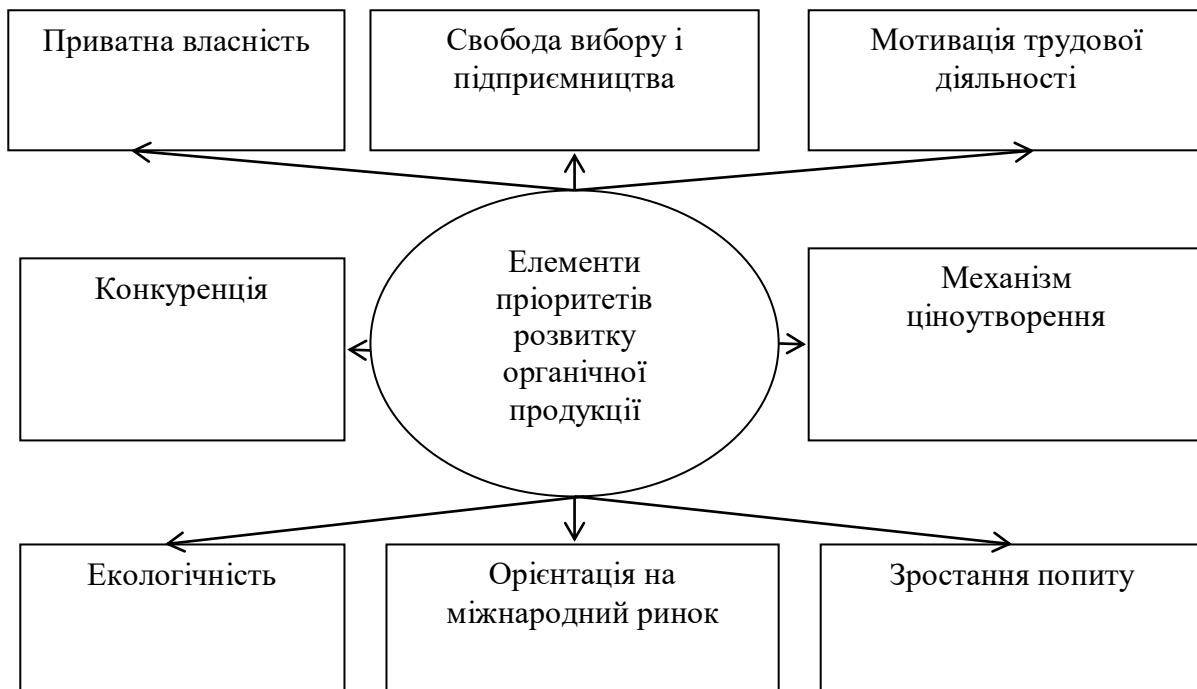 Приватна власність
Свобода вибору і
підприємництва
Мотивація трудової
діяльності
Конкуренція
Елементи
пріоритетів
розвитку
органічної
продукції
Механізм
ціноутворення
Екологічність
Орієнтація на
міжнародний ринок
Зростання попиту